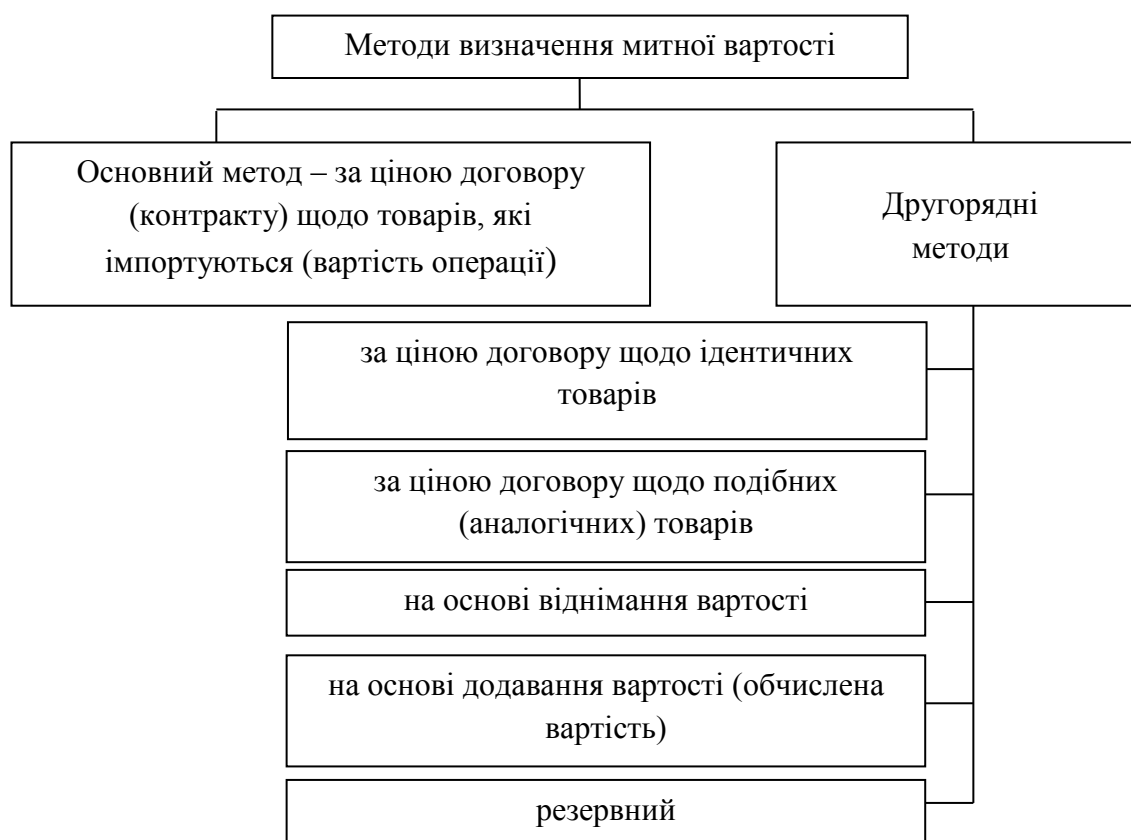 Методи визначення митної вартості
Основний метод – за ціною договору
(контракту) щодо товарів, які
імпортуються (вартість операції)
Другорядні
методи
за ціною договору щодо ідентичних
товарів
за ціною договору щодо подібних
(аналогічних) товарів
на основі віднімання вартості
на основі додавання вартості (обчислена
вартість)
резервний